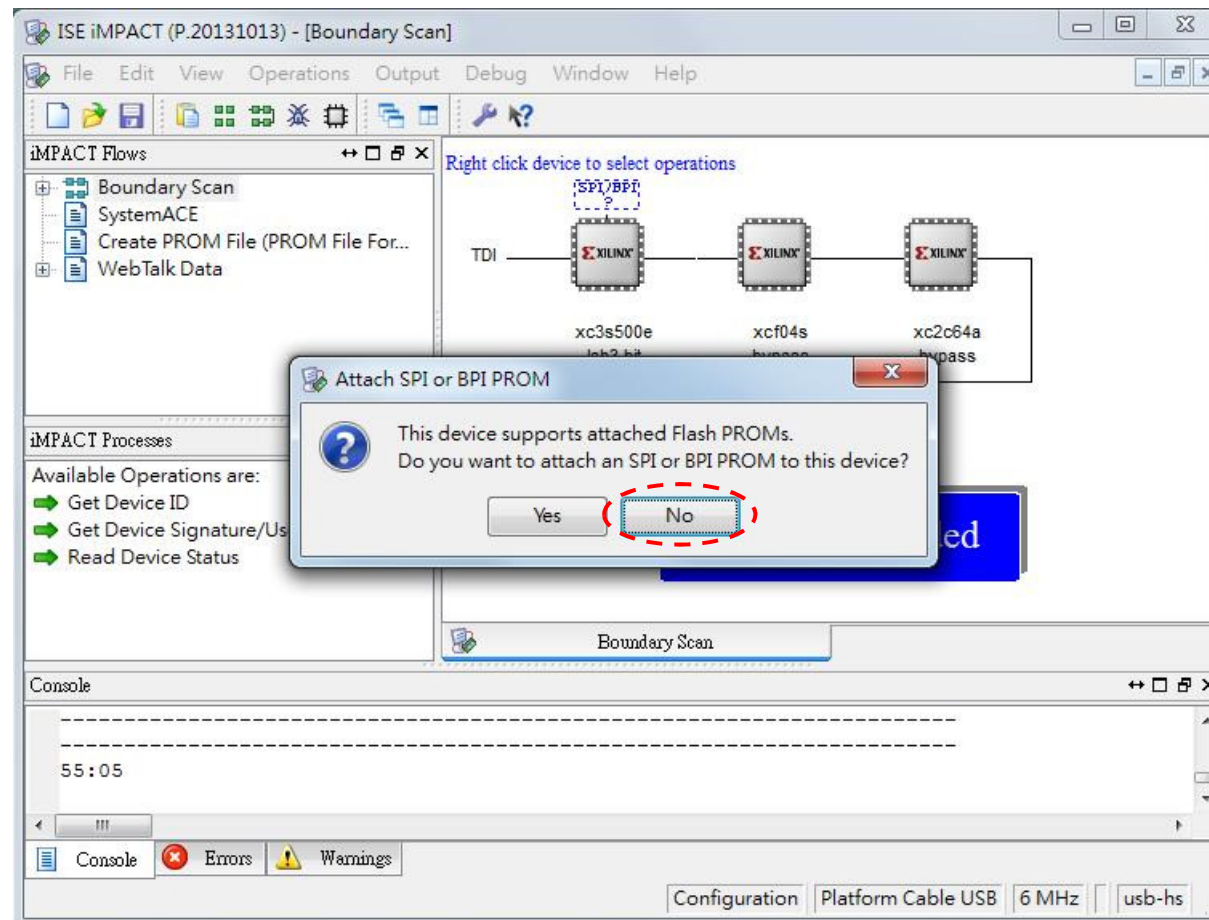 ISE iMPACT (P.20131013) - [Boundary Scan]
File Edit View Operations Output Debug Window Help
iMPACT Flows
Boundary Scan
SystemACE
Create PROM File (PROM File For...
WebTalk Data
Right click device to select operations
SPI/BPI
?
TDI
XILINX XILINX XILINX
xc3s500e xcf04s xc2c64a
bypass
Attach SPI or BPI PROM
This device supports attached Flash PROMs.
Do you want to attach an SPI or BPI PROM to this device?
Yes No
iMPACT Processes
Available Operations are:
Get Device ID
Get Device Signature/Us
Read Device Status
ed
Boundary Scan
Console
----------------------------------------------------------------------
----------------------------------------------------------------------
55:05
Console Errors Warnings
Configuration Platform Cable USB 6 MHz usb-hs